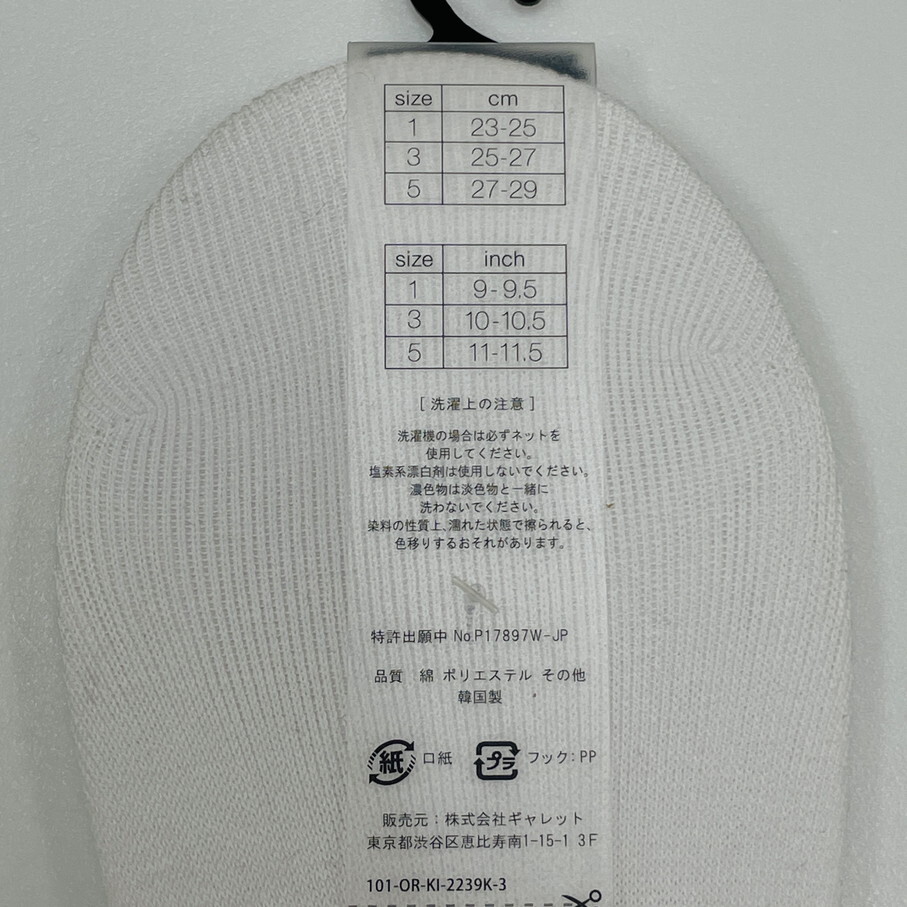 size cm
1 23-25
3 25-27
5 27-29
size inch
1 9-9.5
3 10-10.5
5 11-11.5
[ 洗濯上の注意 ]
洗濯機の場合は必ずネットを
使用してください。
塩素系漂白剤は使用しないでください。
濃色物は淡色物と一緒に
洗わないでください。
染料の性質上、濡れた状態で擦られると、
色移りするおそれがあります。
特許出願中 No.P17897W-JP
品質 綿 ポリエステル その他
韓国製
紙 口紙 プラ フック:PP
販売元:株式会社ギャレット
東京都渋谷区恵比寿南1-15-1 3F
101-OR-KI-2239K-3